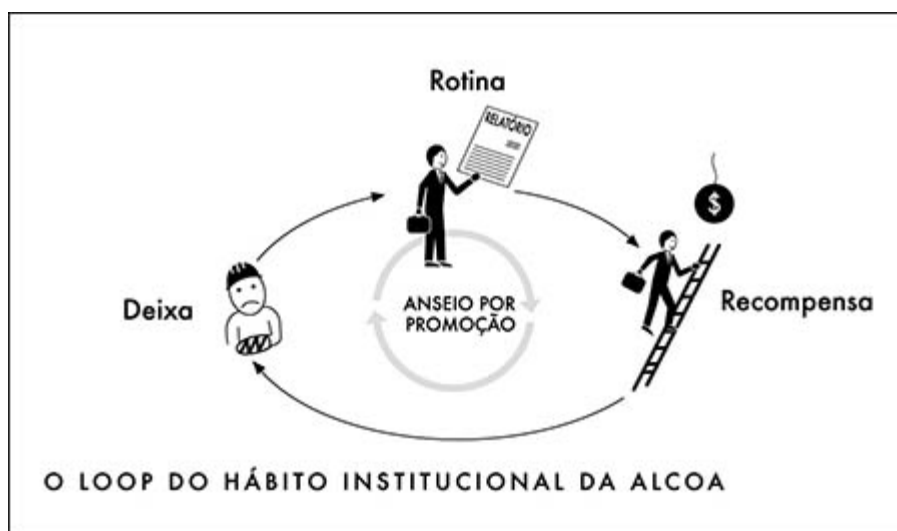 Rotina
RELATÓRIO
$
Deixa
ANSEIO POR
PROMOÇÃO
Recompensa
O LOOP DO HÁBITO INSTITUCIONAL DA ALCOA